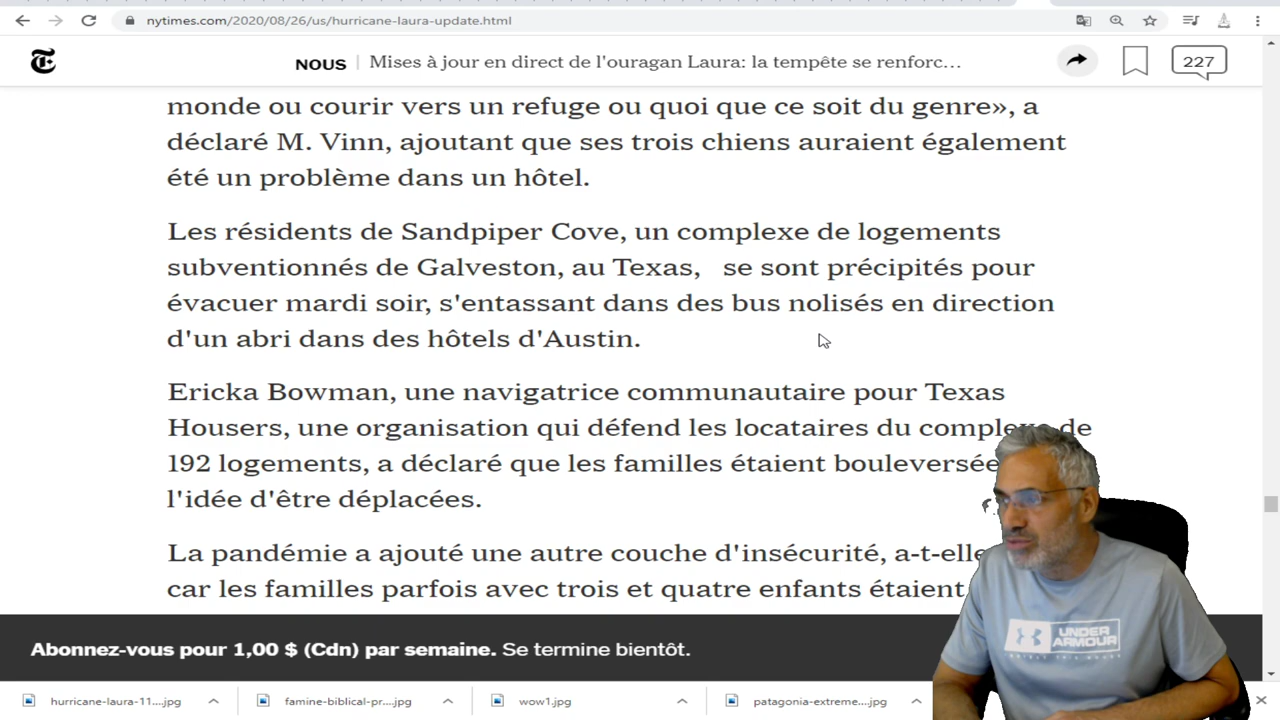 nytimes.com/2020/08/26/us/hurricane-laura-update.html
NOUS | Mises à jour en direct de l'ouragan Laura: la tempête se renforc…
227
monde ou courir vers un refuge ou quoi que ce soit du genre», a
déclaré M. Vinn, ajoutant que ses trois chiens auraient également
été un problème dans un hôtel.
Les résidents de Sandpiper Cove, un complexe de logements
subventionnés de Galveston, au Texas, se sont précipités pour
évacuer mardi soir, s'entassant dans des bus nolisés en direction
d'un abri dans des hôtels d'Austin.
Ericka Bowman, une navigatrice communautaire pour Texas
Housers, une organisation qui défend les locataires du complexe de
192 logements, a déclaré que les familles étaient
l'idée d'être déplacées.
La pandémie a ajouté une autre couche d'insécurité, a-t-elle
car les familles parfois avec trois et quatre enfants étaient
Abonnez-vous pour 1,00 $ (Cdn) par semaine. Se termine bientôt.
hurricane-laura-11....jpg
famine-biblical-pr....jpg
wow1.jpg
patagonia-extreme....jpg
UNDER
ARMOUR